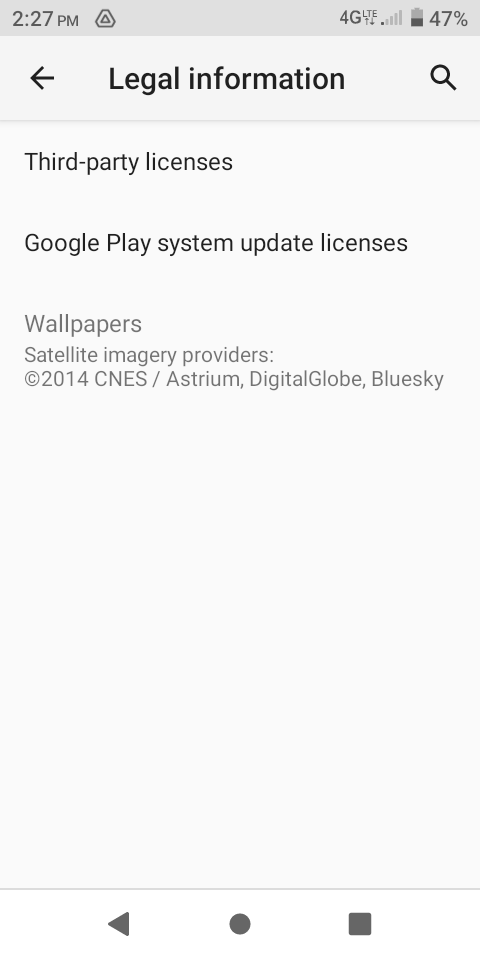 2:27 PM 4G LTE 47%
Legal information
Third-party licenses
Google Play system update licenses
Wallpapers
Satellite imagery providers:
©2014 CNES / Astrium, DigitalGlobe, Bluesky